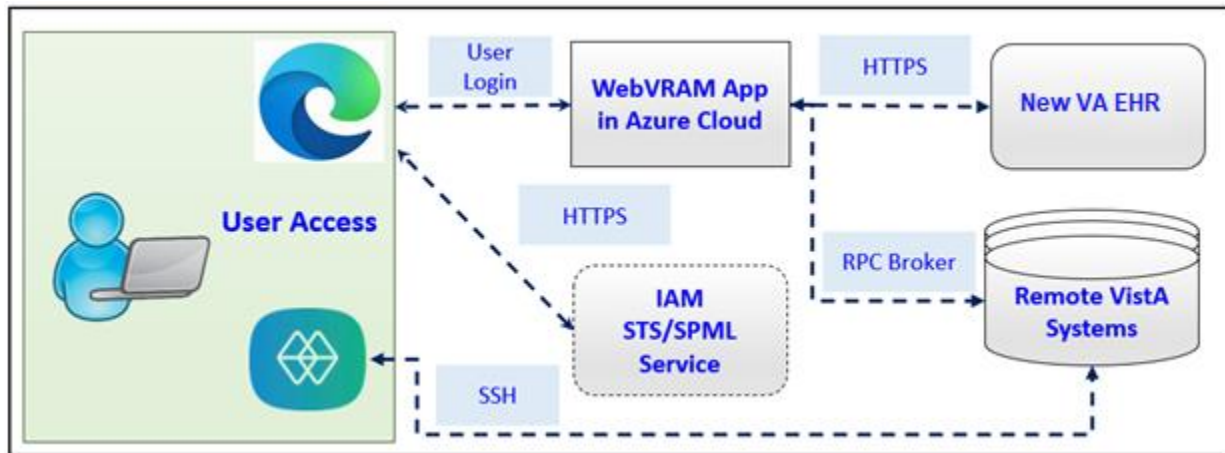 User
Login
WebVRAM App
in Azure Cloud
HTTPS
New VA EHR
User Access
HTTPS
RPC Broker
IAM
STS/SPML
Service
Remote VistA
Systems
SSH